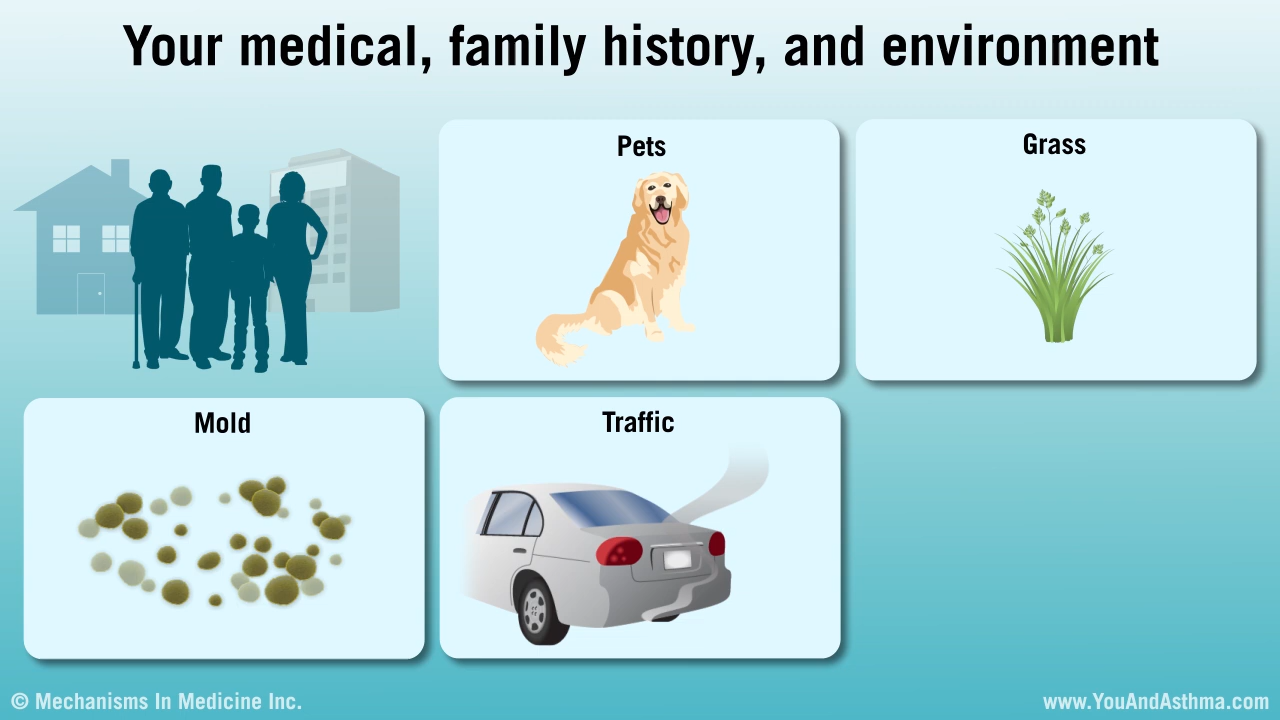 Your medical, family history, and environment
Pets
Grass
Mold
Traffic
© Mechanisms In Medicine Inc.
www.YouAndAsthma.com